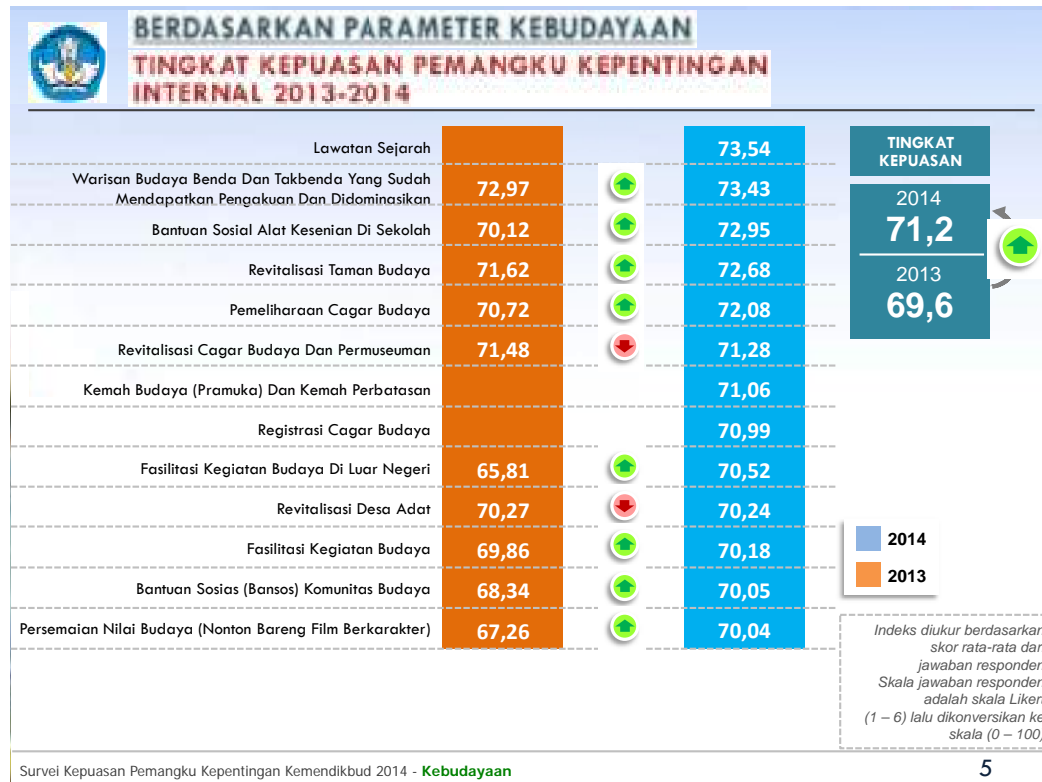 BERDASARKAN PARAMETER KEBUDAYAAN
TINGKAT KEPUASAN PEMANGKU KEPENTINGAN
INTERNAL 2013-2014
Lawatan Sejarah 73,54
Warisan Budaya Benda Dan Takbenda Yang Sudah
Mendapatkan Pengakuan Dan Didominasikan 72,97 73,43
Bantuan Sosial Alat Kesenian Di Sekolah 70,12 72,95
Revitalisasi Taman Budaya 71,62 72,68
Pemeliharaan Cagar Budaya 70,72 72,08
Revitalisasi Cagar Budaya Dan Permuseuman 71,48 71,28
Kemah Budaya (Pramuka) Dan Kemah Perbatasan 71,06
Registrasi Cagar Budaya 70,99
Fasilitasi Kegiatan Budaya Di Luar Negeri 65,81 70,52
Revitalisasi Desa Adat 70,27 70,24
Fasilitasi Kegiatan Budaya 69,86 70,18
Bantuan Sosias (Bansos) Komunitas Budaya 68,34 70,05
Persemaian Nilai Budaya (Nonton Bareng Film Berkarakter) 67,26 70,04
TINGKAT
KEPUASAN
2014
71,2
2013
69,6
2014
2013
Indeks diukur berdasarkan
skor rata-rata dari
jawaban responden
Skala jawaban responden
adalah skala Likert
(1 – 6) lalu dikonversikan ke
skala (0 – 100)
Survei Kepuasan Pemangku Kepentingan Kemendikbud 2014 - Kebudayaan
5